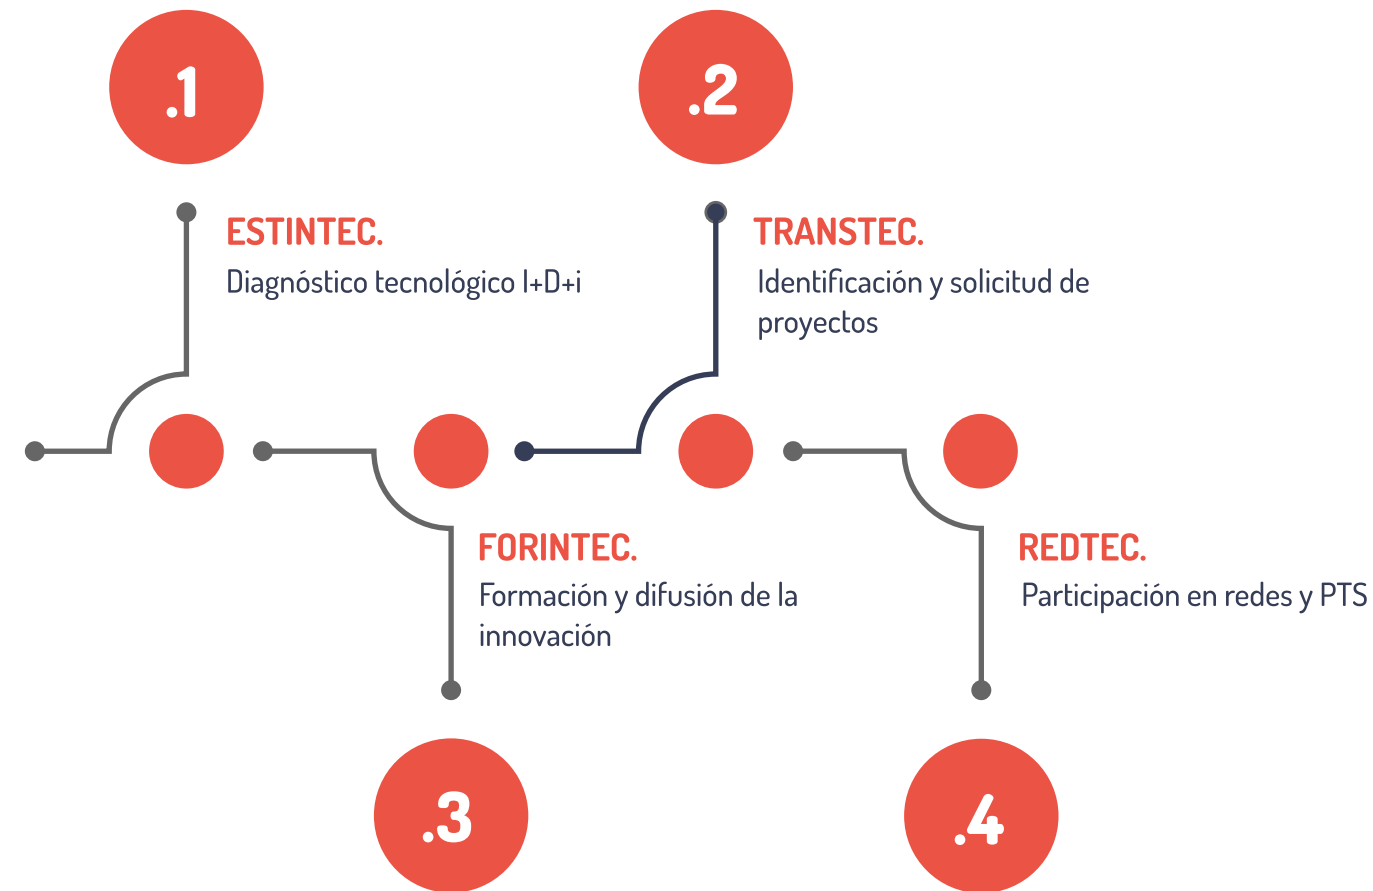 .1
ESTINTEC.
Diagnóstico tecnológico I+D+i
.2
TRANSTEC.
Identificación y solicitud de
proyectos
FORINTEC.
Formación y difusión de la
innovación
.3
REDTEC.
Participación en redes y PTS
.4